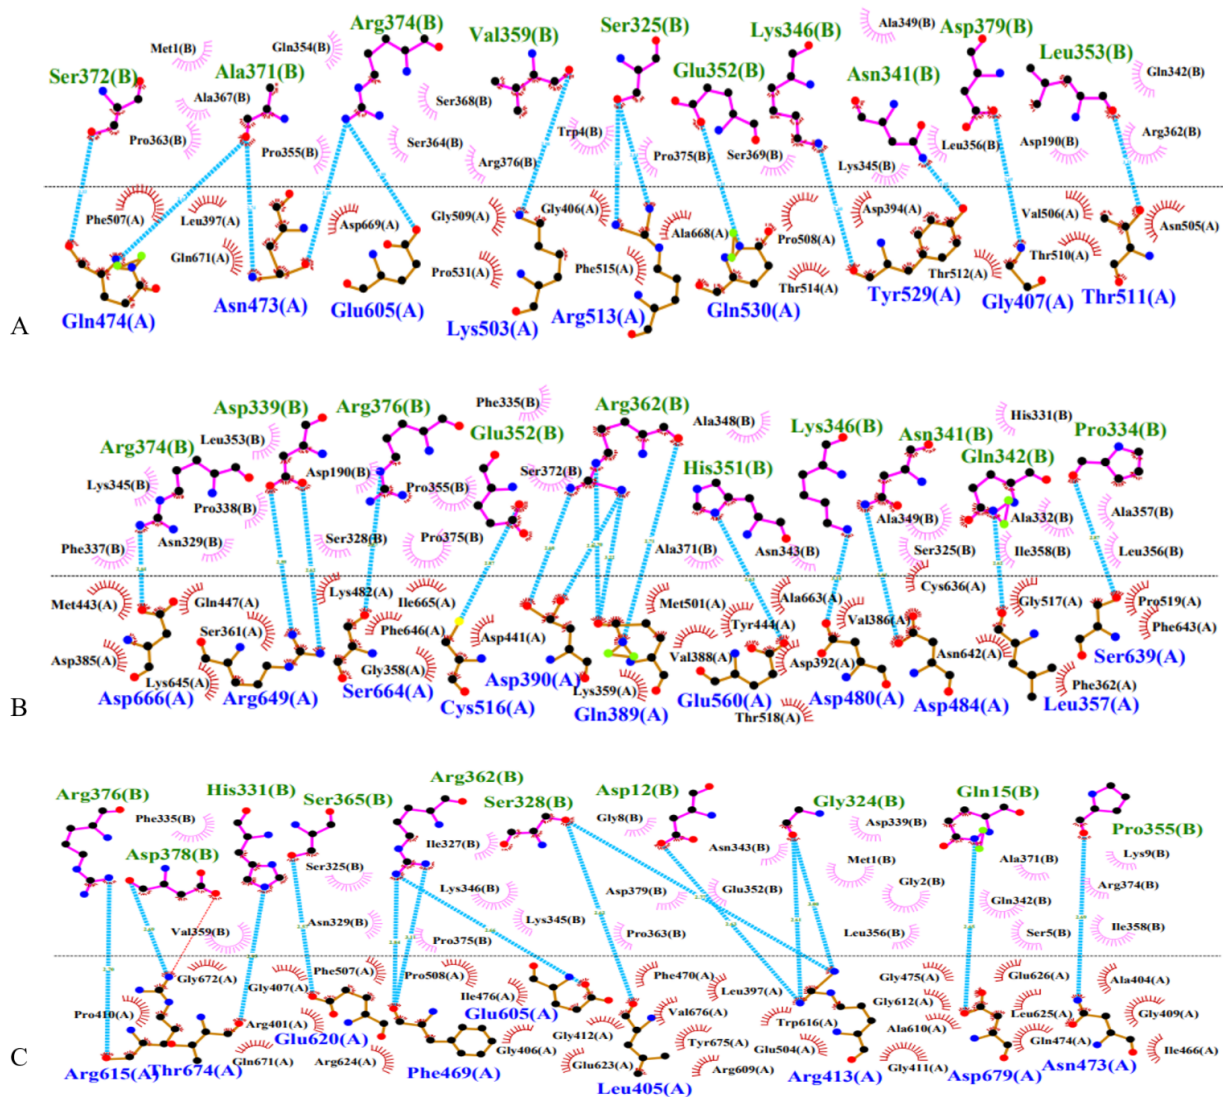 Arg374(B)
Val359(B)
Ser325(B)
Lys346(B)
Ala349(B)
Asp379(B)
Met1(B)
Gln354(B)
Leu353(B)
Ser372(B)
Ala371(B)
Glu352(B)
Asn341(B)
Gln342(B)
Ala367(B)
Ser368(B)
Pro363(B)
Pro355(B)
Ser364(B)
Trp4(B)
Arg376(B)
Pro375(B)
Ser369(B)
Lys345(B)
Leu356(B)
Asp190(B)
Arg362(B)
Phe507(A)
Leu397(A)
Asp669(A)
Gly509(A)
Gly406(A)
Ala668(A)
Pro508(A)
Asp394(A)
Val506(A)
Asn505(A)
Gln671(A)
Pro531(A)
Phe515(A)
Thr514(A)
Thr512(A)
Thr510(A)
A
Gln474(A)
Asn473(A)
Glu605(A)
Lys503(A)
Arg513(A)
Gln530(A)
Tyr529(A)
Gly407(A)
Thr511(A)
Phe335(B)
Asp339(B)
Arg376(B)
Arg362(B)
Arg374(B)
Leu353(B)
Glu352(B)
Ala348(B)
Lys346(B)
Asn341(B)
His331(B)
Pro334(B)
Gln342(B)
Lys345(B)
Asp190(B)
Pro355(B)
Ser372(B)
His351(B)
Pro338(B)
Ala349(B)
Ala332(B)
Ala357(B)
Phe337(B)
Asn329(B)
Ser328(B)
Pro375(B)
Ala371(B)
Asn343(B)
Ser325(B)
Ile358(B)
Leu356(B)
Met443(A)
Gln447(A)
Lys482(A)
Ile665(A)
Met501(A)
Ala663(A)
Cys636(A)
Gly517(A)
Pro519(A)
Ser361(A)
Phe646(A)
Asp441(A)
Tyr444(A)
Val386(A)
Phe643(A)
Asp385(A)
Lys645(A)
Gly358(A)
Val388(A)
Asp392(A)
Asn642(A)
Ser639(A)
Lys359(A)
Phe362(A)
B
Asp666(A)
Arg649(A)
Ser664(A)
Cys516(A)
Asp390(A)
Gln389(A)
Glu560(A)
Thr518(A)
Asp480(A)
Asp484(A)
Leu357(A)
Arg376(B)
His331(B)
Arg362(B)
Ser328(B)
Asp12(B)
Gly324(B)
Gln15(B)
Phe335(B)
Ser365(B)
Gly8(B)
Asp339(B)
Pro355(B)
Asp378(B)
Ile327(B)
Asn343(B)
Met1(B)
Ala371(B)
Lys9(B)
Ser325(B)
Lys346(B)
Asp379(B)
Glu352(B)
Gly2(B)
Arg374(B)
Asn329(B)
Lys345(B)
Gln342(B)
Val359(B)
Pro375(B)
Pro363(B)
Leu356(B)
Ser5(B)
Ile358(B)
Gly672(A)
Phe507(A)
Pro508(A)
Phe470(A)
Gly475(A)
Glu626(A)
Ala404(A)
Gly407(A)
Ile476(A)
Leu397(A)
Gly612(A)
Pro410(A)
Arg401(A)
Glu605(A)
Val676(A)
Trp616(A)
Leu625(A)
Gly409(A)
Glu620(A)
Gly412(A)
Ala610(A)
Gln474(A)
Gln671(A)
Arg624(A)
Gly406(A)
Tyr675(A)
Glu504(A)
Ile466(A)
C
Arg615(A)
Thr674(A)
Phe469(A)
Glu623(A)
Leu405(A)
Arg609(A)
Arg413(A)
Gly411(A)
Asp679(A)
Asn473(A)